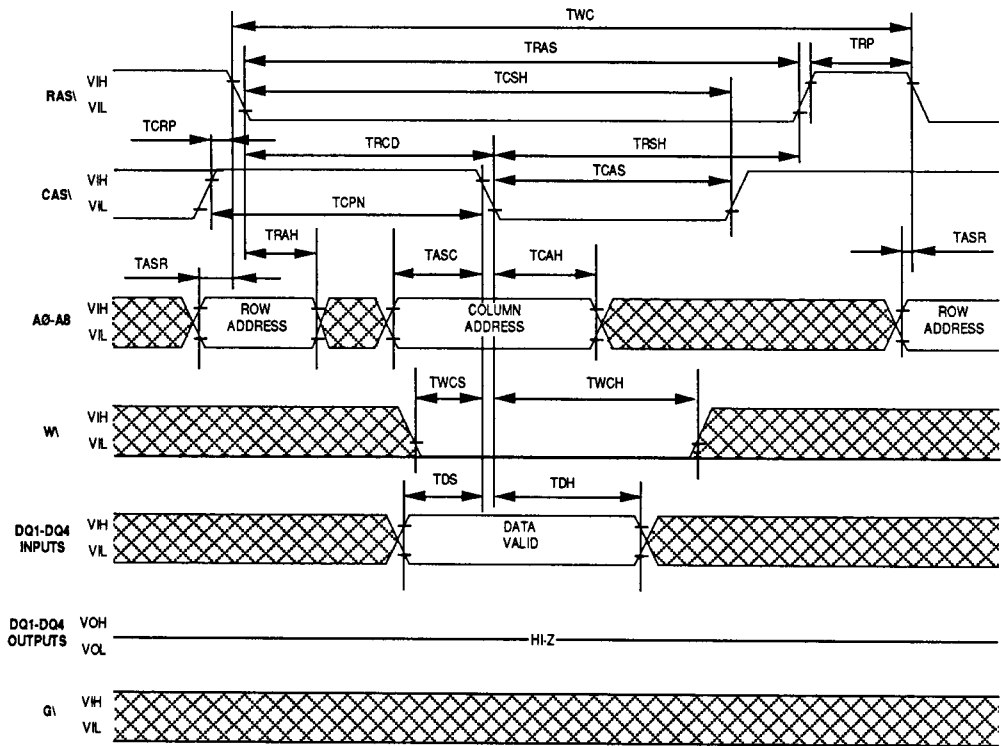 TWC
TRAS
TRP
TCSH
RAS\
VIH
VIL
TCRP
TRCD
TRSH
CAS\
VIH
VIL
TCAS
TCPN
TRAH
TASR
TASC
TCAH
TASR
AØ-A8
VIH
VIL
ROW
ADDRESS
COLUMN
ADDRESS
ROW
ADDRESS
TWCS
TWCH
W\
VIH
VIL
TDS
TDH
DQ1-DQ4
INPUTS
VIH
VIL
DATA
VALID
DQ1-DQ4
OUTPUTS
VOH
VOL
HI-Z
G\
VIH
VIL